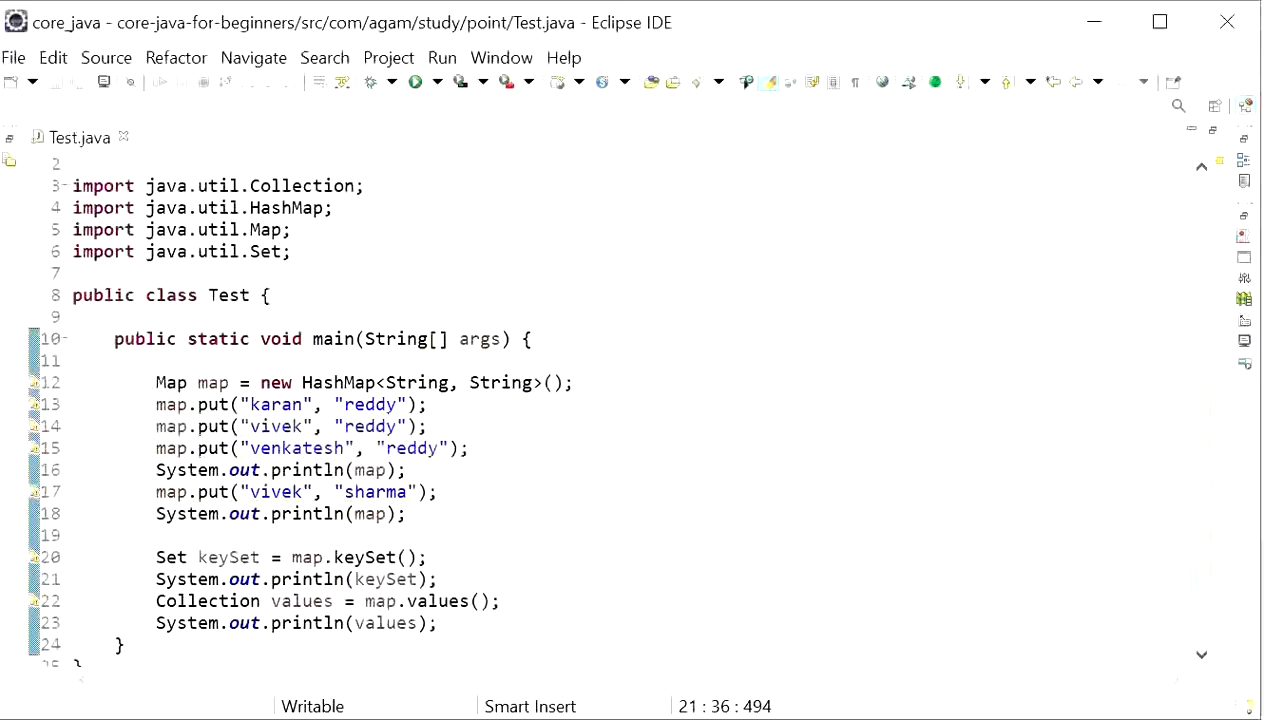 core_java - core-java-for-beginners/src/com/agam/study/point/Test.java - Eclipse IDE
File Edit Source Refactor Navigate Search Project Run Window Help
Test.java
2
3 import java.util.Collection;
4 import java.util.HashMap;
5 import java.util.Map;
6 import java.util.Set;
7
8 public class Test {
9
10 public static void main(String[] args) {
11
12 Map map = new HashMap<String, String>();
13 map.put("karan", "reddy");
14 map.put("vivek", "reddy");
15 map.put("venkatesh", "reddy");
16 System.out.println(map);
17 map.put("vivek", "sharma");
18 System.out.println(map);
19
20 Set keySet = map.keySet();
21 System.out.println(keySet);
22 Collection values = map.values();
23 System.out.println(values);
24 }
25 }
Writable Smart Insert 21 : 36 : 494